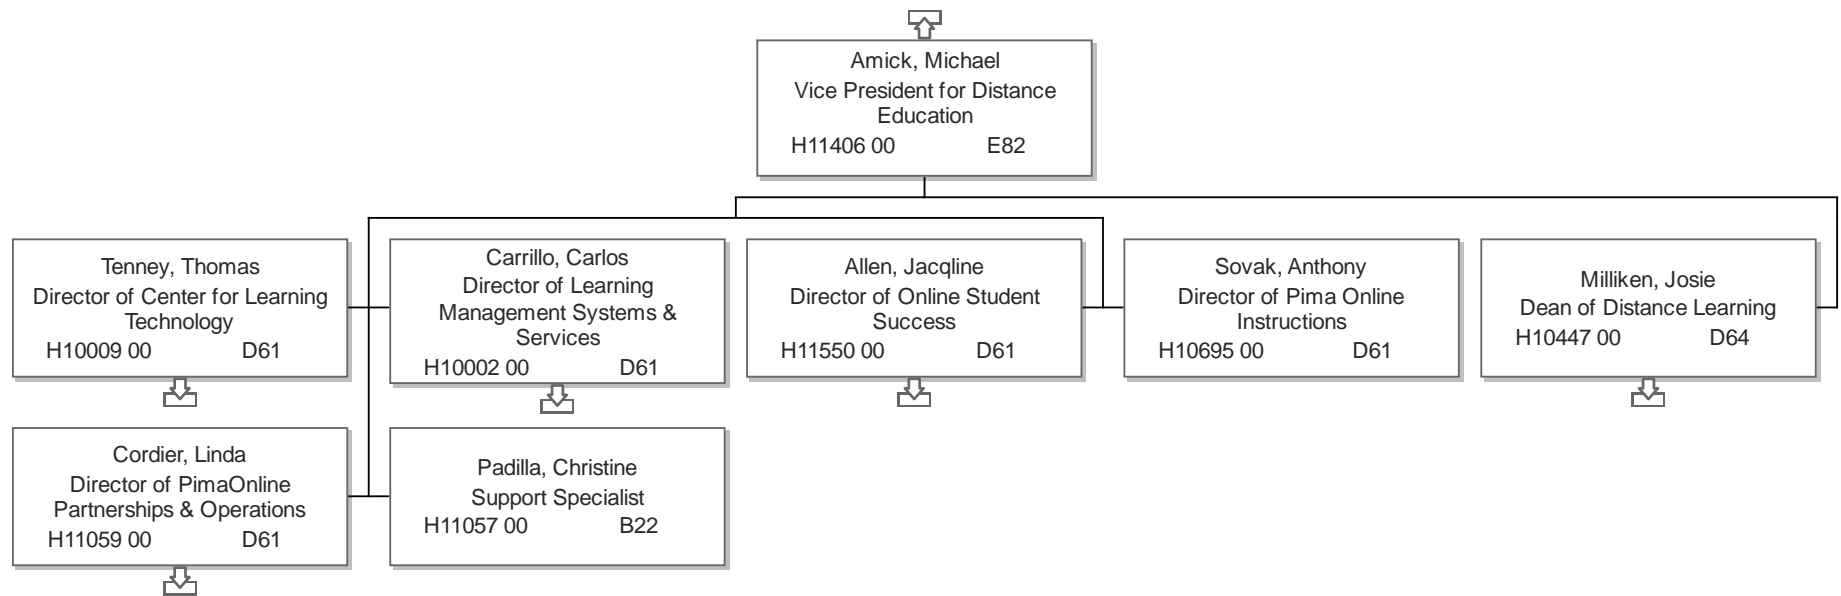 Amick, Michael
Vice President for Distance
Education
H11406 00 E82
Tenney, Thomas
Director of Center for Learning
Technology
H10009 00 D61
Carrillo, Carlos
Director of Learning
Management Systems &
Services
H10002 00 D61
Allen, Jacqline
Director of Online Student
Success
H11550 00 D61
Sovak, Anthony
Director of Pima Online
Instructions
H10695 00 D61
Milliken, Josie
Dean of Distance Learning
H10447 00 D64
Cordier, Linda
Director of PimaOnline
Partnerships & Operations
H11059 00 D61
Padilla, Christine
Support Specialist
H11057 00 B22